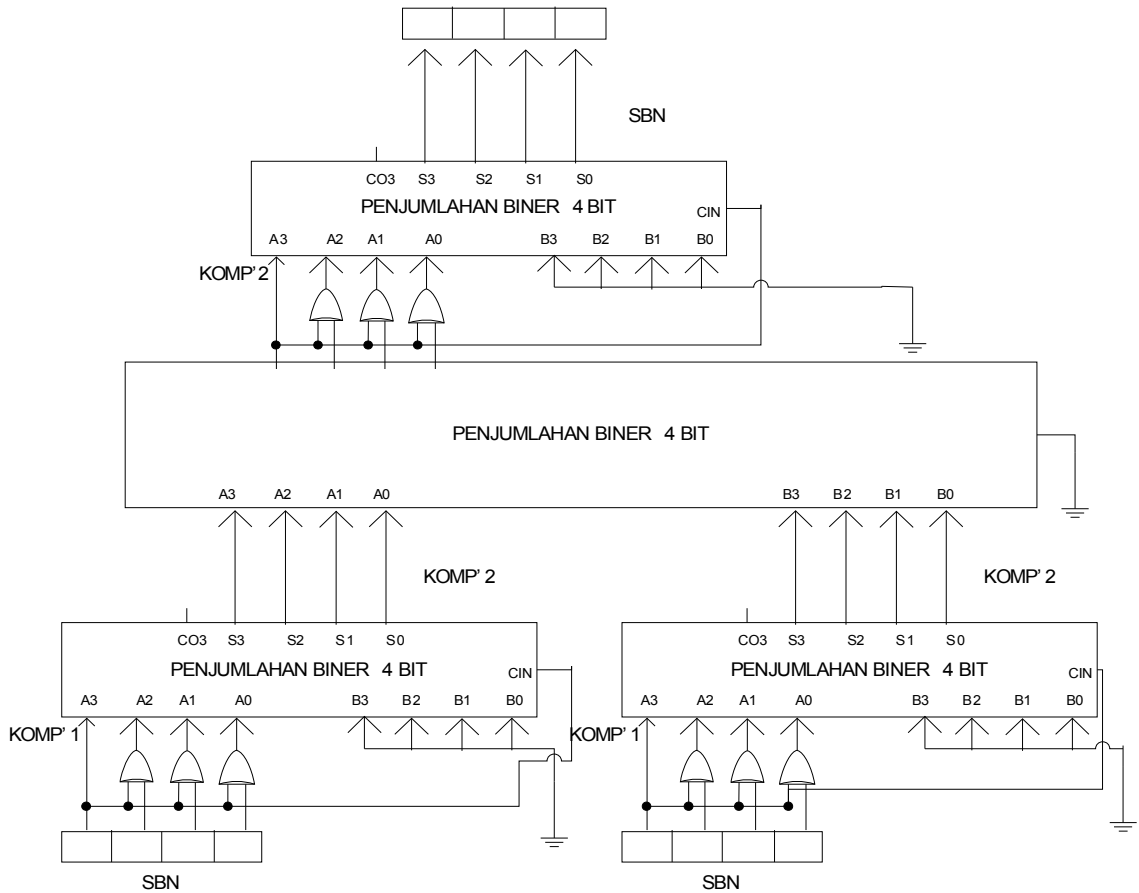 SBN
CO3 S3 S2 S1 S0
PENJUMLAHAN BINER 4 BIT
CIN
A3 A2 A1 A0 B3 B2 B1 B0
KOMP' 2
PENJUMLAHAN BINER 4 BIT
A3 A2 A1 A0 B3 B2 B1 B0
KOMP' 2 KOMP' 2
CO3 S3 S2 S1 S0 CO3 S3 S2 S1 S0
PENJUMLAHAN BINER 4 BIT CIN PENJUMLAHAN BINER 4 BIT CIN
A3 A2 A1 A0 B3 B2 B1 B0 A3 A2 A1 A0 B3 B2 B1 B0
KOMP' 1 KOMP' 1
SBN SBN